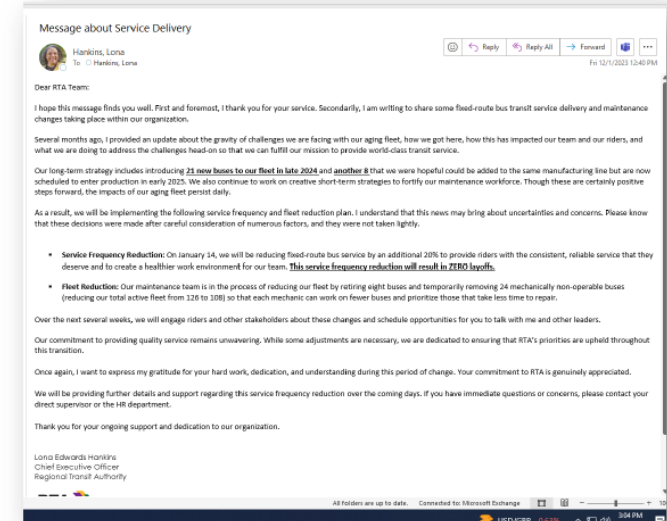 Message about Service Delivery
Hankins, Lona
To Hankins, Lona
Reply Reply All Forward
Fri 12/1/2023 12:40 PM
Dear RTA Team:
I hope this message finds you well. First and foremost, I thank you for your service. Secondarily, I am writing to share some fixed-route bus transit service delivery and maintenance
changes taking place within our organization.
Several months ago, I provided an update about the gravity of challenges we are facing with our aging fleet, how we got here, how this has impacted our team and our riders, and
what we are doing to address the challenges head-on so that we can fulfill our mission to provide world-class transit service.
Our long-term strategy includes introducing 21 new buses to our fleet in late 2024 and another 8 that we were hopeful could be added to the same manufacturing line but are now
scheduled to enter production in early 2025. We also continue to work on creative short-term strategies to fortify our maintenance workforce. Though these are certainly positive
steps forward, the impacts of our aging fleet persist daily.
As a result, we will be implementing the following service frequency and fleet reduction plan. I understand that this news may bring about uncertainties and concerns. Please know
that these decisions were made after careful consideration of numerous factors, and they were not taken lightly.
• Service Frequency Reduction: On January 14, we will be reducing fixed-route bus service by an additional 20% to provide riders with the consistent, reliable service that they
deserve and to create a healthier work environment for our team. This service frequency reduction will result in ZERO layoffs.
• Fleet Reduction: Our maintenance team is in the process of reducing our fleet by retiring eight buses and temporarily removing 24 mechanically non-operable buses
(reducing our total active fleet from 126 to 108) so that each mechanic can work on fewer buses and prioritize those that take less time to repair.
Over the next several weeks, we will engage riders and other stakeholders about these changes and schedule opportunities for you to talk with me and other leaders.
Our commitment to providing quality service remains unwavering. While some adjustments are necessary, we are dedicated to ensuring that RTA's priorities are upheld throughout
this transition.
Once again, I want to express my gratitude for your hard work, dedication, and understanding during this period of change. Your commitment to RTA is genuinely appreciated.
We will be providing further details and support regarding this service frequency reduction over the coming days. If you have immediate questions or concerns, please contact your
direct supervisor or the HR department.
Thank you for your ongoing support and dedication to our organization.
Lona Edwards Hankins
Chief Executive Officer
Regional Transit Authority
All folders are up to date. Connected to: Microsoft Exchange
USD/GBP 3:04 PM